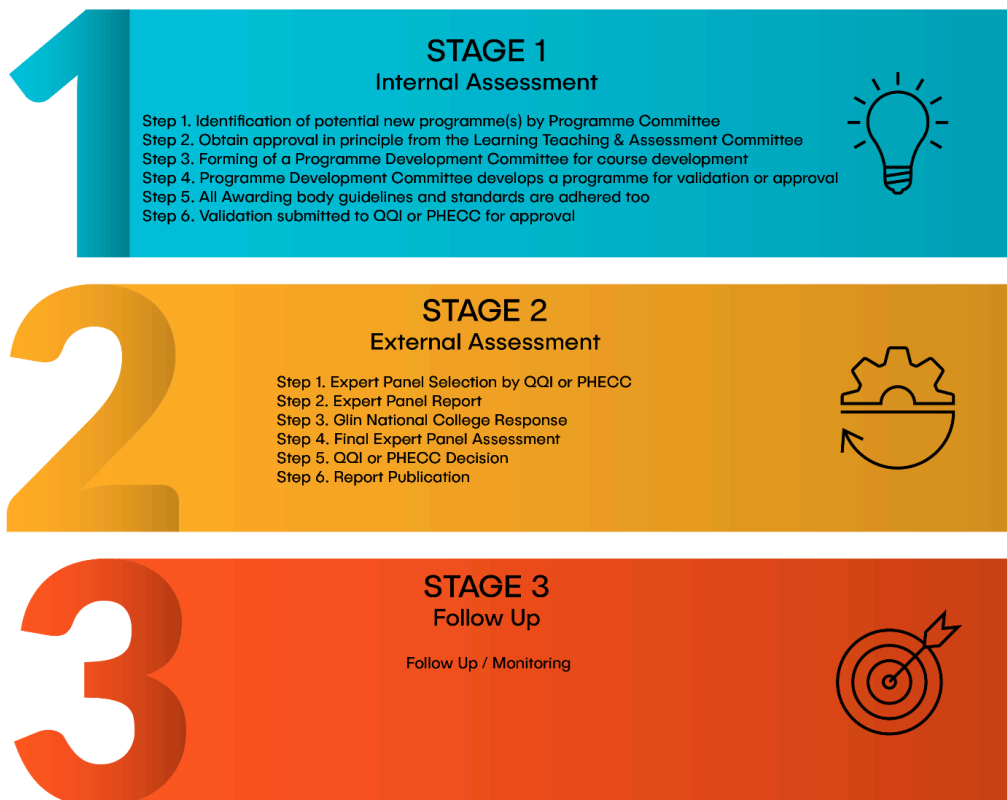 1
STAGE 1
Internal Assessment
Step 1. Identification of potential new programme(s) by Programme Committee
Step 2. Obtain approval in principle from the Learning Teaching & Assessment Committee
Step 3. Forming of a Programme Development Committee for course development
Step 4. Programme Development Committee develops a programme for validation or approval
Step 5. All Awarding body guidelines and standards are adhered too
Step 6. Validation submitted to QQI or PHECC for approval
2
STAGE 2
External Assessment
Step 1. Expert Panel Selection by QQI or PHECC
Step 2. Expert Panel Report
Step 3. Glin National College Response
Step 4. Final Expert Panel Assessment
Step 5. QQI or PHECC Decision
Step 6. Report Publication
3
STAGE 3
Follow Up
Follow Up / Monitoring